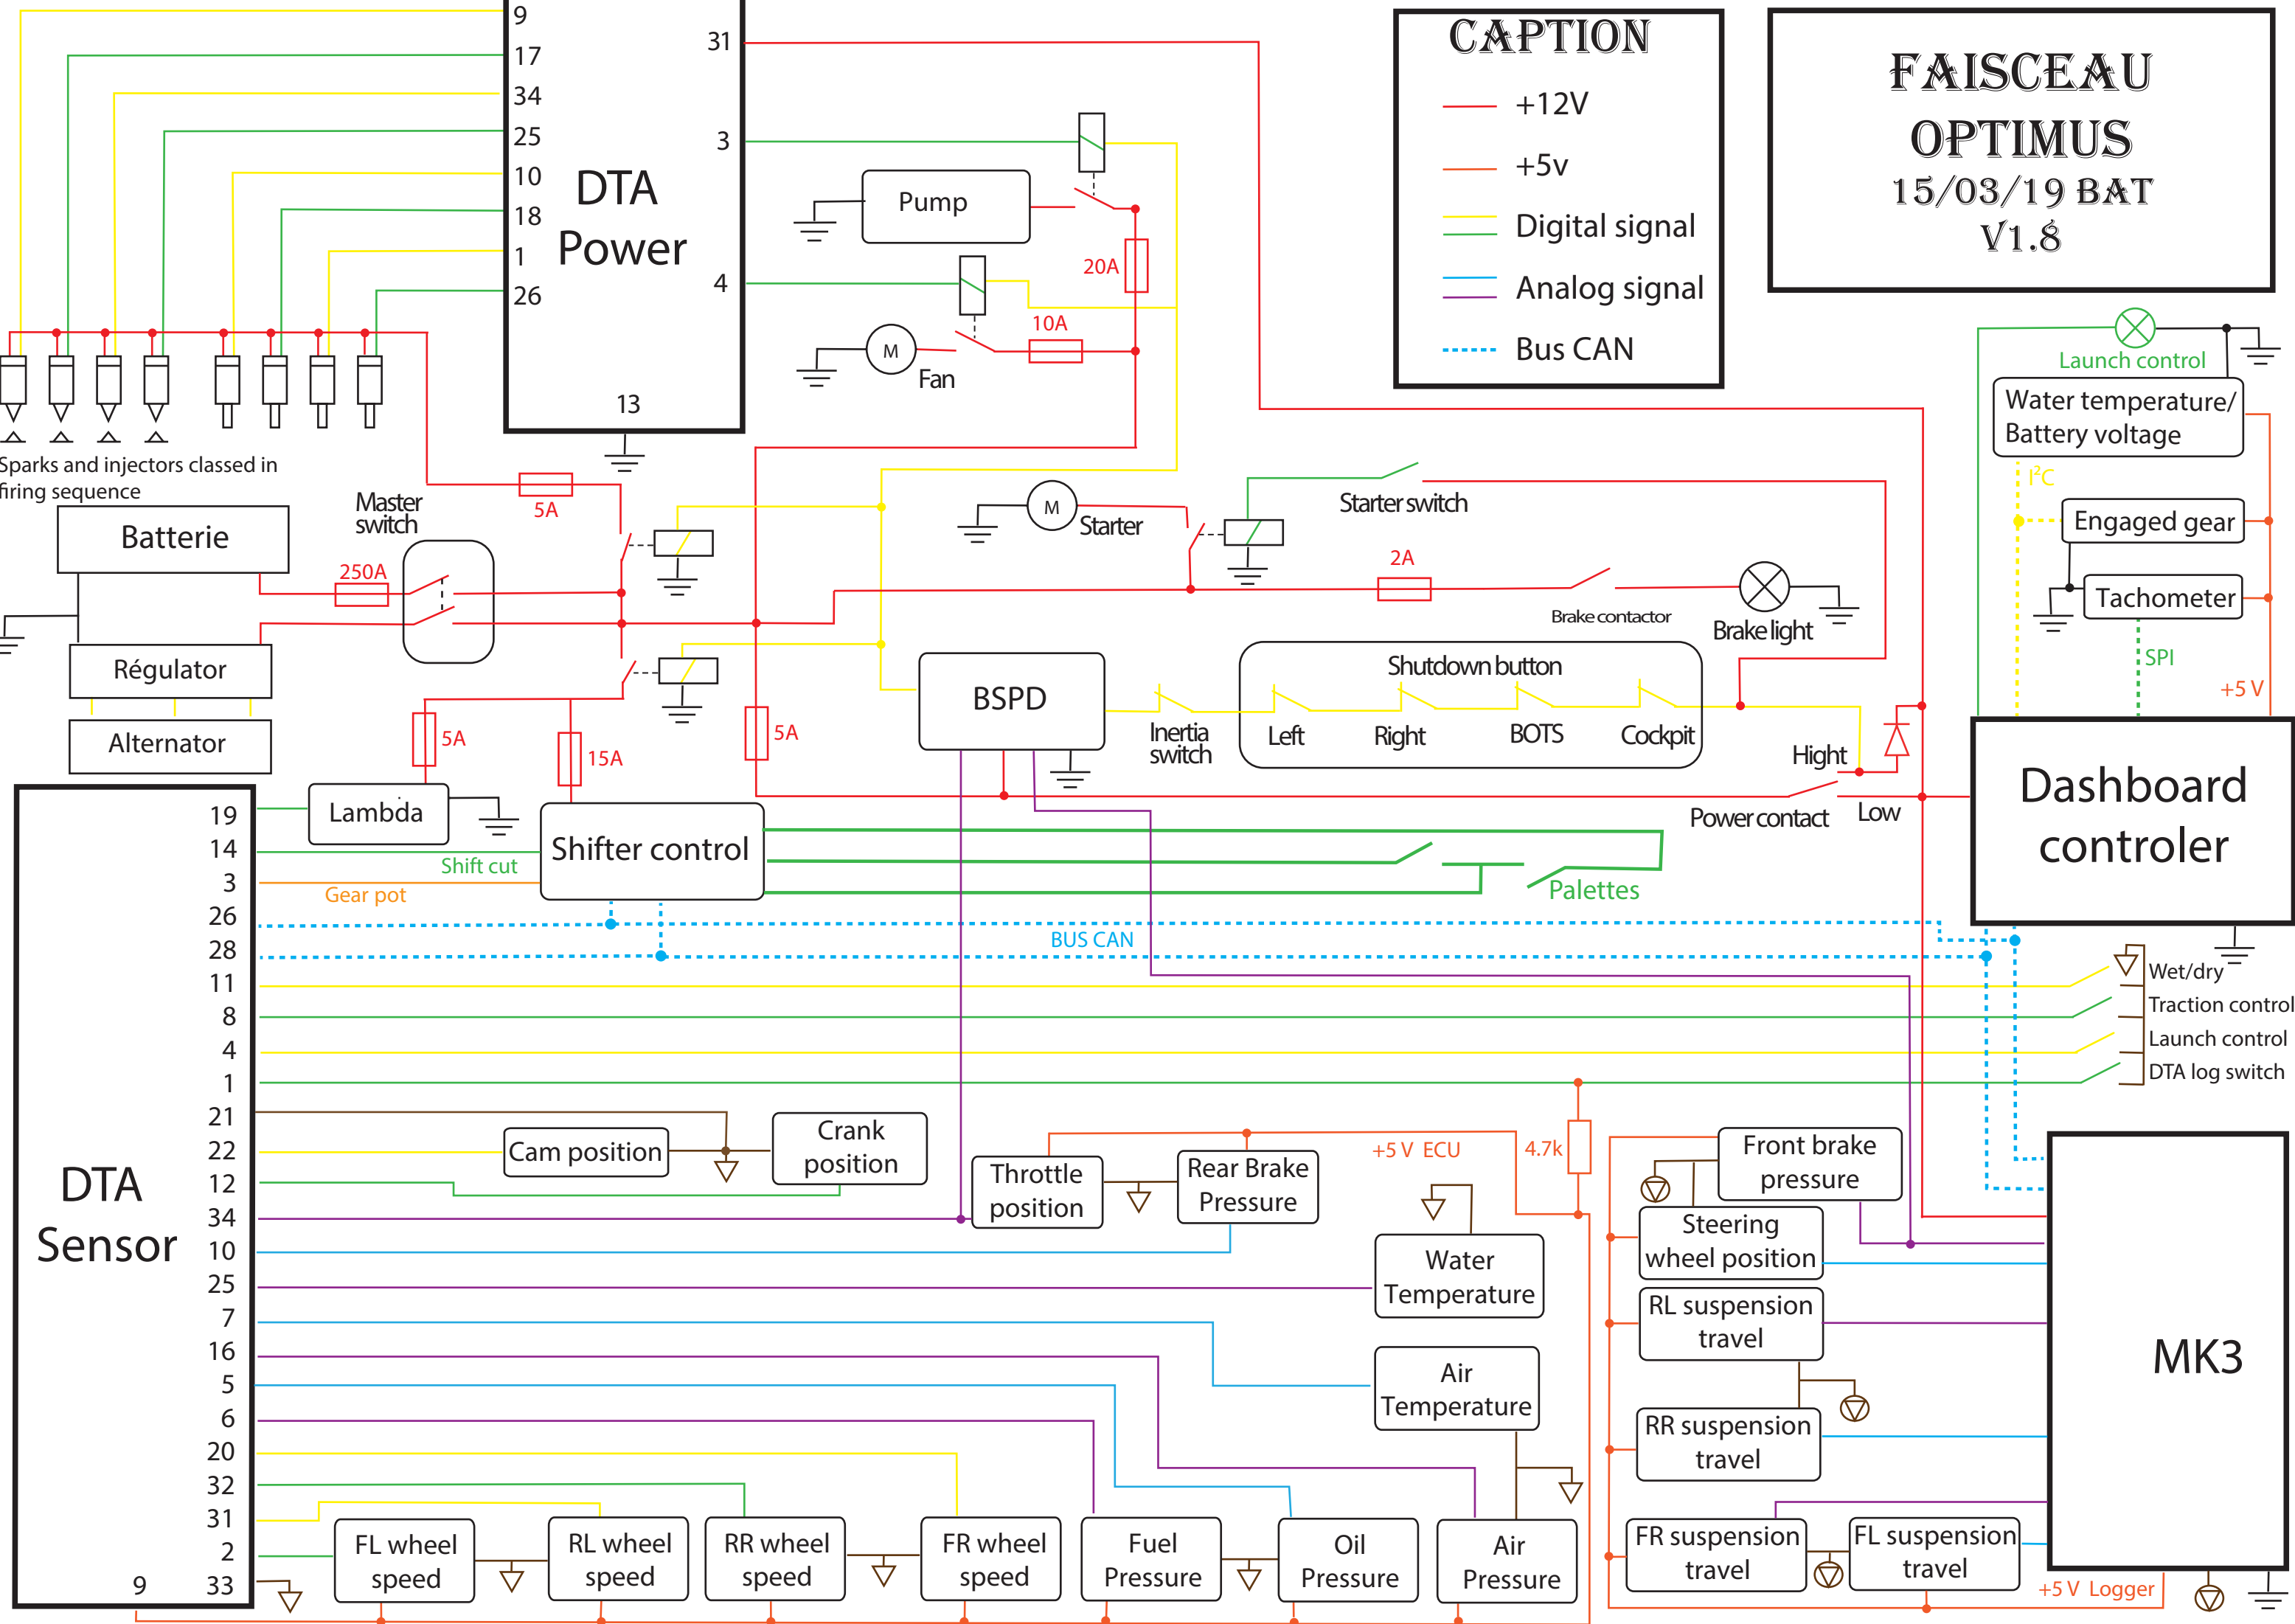 9
17
34
25
10
18
1
26
31
3
4
13
DTA
Power
Pump
20A
10A
M
Fan
CAPTION
+12V
+5v
Digital signal
Analog signal
Bus CAN
FAISCEAU
OPTIMUS
15/03/19 BAT
V1.8
Launch control
Water temperature/
Battery voltage
I²C
Engaged gear
Tachometer
SPI
+5 V
Sparks and injectors classed in
firing sequence
5A
Master
switch
Batterie
250A
Régulator
Alternator
M
Starter
Starter switch
2A
Brake contactor
Brake light
BSPD
Inertia
switch
Shutdown button
Left
Right
BOTS
Cockpit
Hight
Low
Power contact
5A
15A
5A
Lambda
Shifter control
Shift cut
Gear pot
Palettes
BUS CAN
Dashboard
controler
Wet/dry
Traction control
Launch control
DTA log switch
DTA
Sensor
19
14
3
26
28
11
8
4
1
21
22
12
34
10
25
7
16
5
6
20
32
31
2
33
9
Cam position
Crank
position
Throttle
position
Rear Brake
Pressure
+5 V ECU
4.7k
Water
Temperature
Air
Temperature
Front brake
pressure
Steering
wheel position
RL suspension
travel
RR suspension
travel
FR suspension
travel
FL suspension
travel
MK3
+5 V Logger
FL wheel
speed
RL wheel
speed
RR wheel
speed
FR wheel
speed
Fuel
Pressure
Oil
Pressure
Air
Pressure